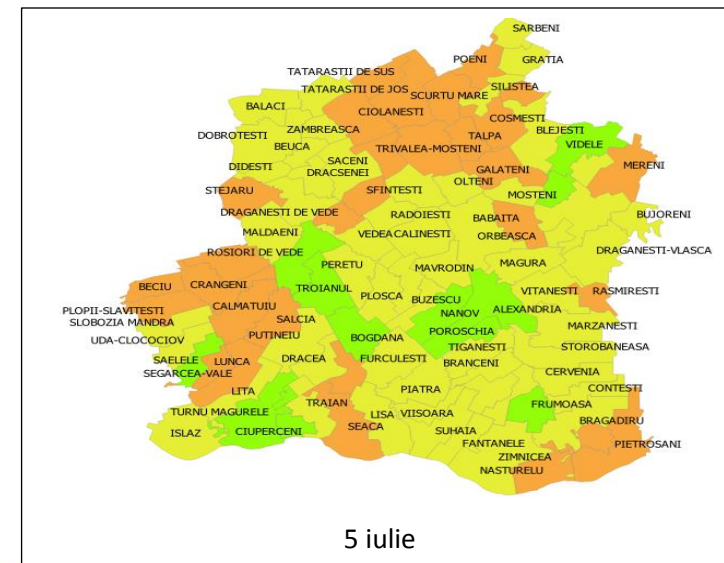 SARBENI
POENI
GRATIA
TATARASTII DE SUS
TATARASTII DE JOS
SILISTEA
SCURTU MARE
BALACI
CIOLANESTI
COSMESTI
ZAMBREASCA
BLEJESTI
DOBROTESTI
TALPA
BEUCA
TRIVALEA-MOSTENI
VIDELE
SACENI
DIDESTI
DRACSENEI
GALATENI
MERENI
STEJARU
SFINTESTI
OLTENI
MOSTENI
DRAGANESTI DE VEDE
RADOIESTI
BABAITA
BUJORENI
MALDAENI
VEDEA
CALINESTI
ORBEASCA
ROSIORI DE VEDE
DRAGANESTI-VLASCA
PERETU
MAVRODIN
MAGURA
BECIU
CRANGENI
TROIANUL
PLOSCA
BUZESCU
VITANESTI
RASMIRESTI
PLOPII-SLAVITESTI
CALMATUIU
NANOV
ALEXANDRIA
SLOBOZIA MANDRA
SALCIA
POROSCHIA
MARZANESTI
UDA-CLOCOCIOV
PUTINEIU
BOGDANA
TIGANESTI
STOROBANEASA
SAELELE
LUNCA
DRACEA
FURCULESTI
BRANCENI
SEGARCEA-VALE
CERVENIA
LITA
PIATRA
CONTESTI
TURNU MAGURELE
TRAIAN
LISA
VIISOARA
FRUMOASA
ISLAZ
CIUPERCENI
SEACA
SUHAIA
BRAGADIRU
FANTANELE
PIETROSANI
ZIMNICEA
NASTURELU
5 iulie